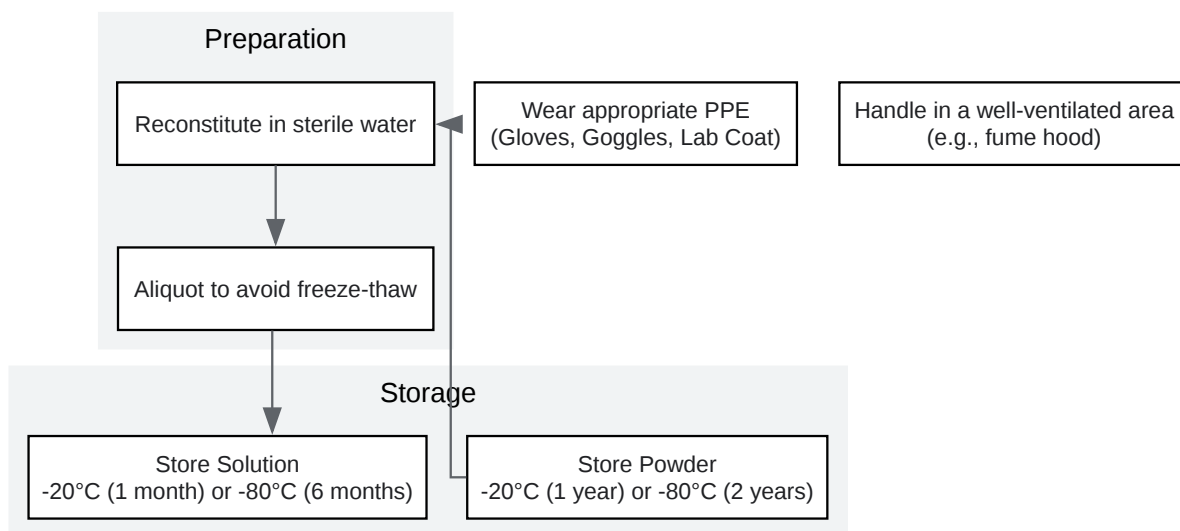 Preparation
Reconstitute in sterile water
Wear appropriate PPE
(Gloves, Goggles, Lab Coat)
Handle in a well-ventilated area
(e.g., fume hood)
Aliquot to avoid freeze-thaw
Storage
Store Solution
-20°C (1 month) or -80°C (6 months)
Store Powder
-20°C (1 year) or -80°C (2 years)